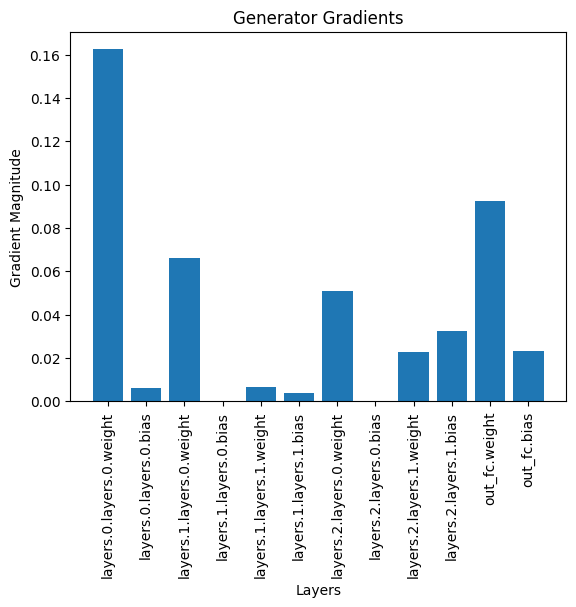 Generator Gradients
Gradient Magnitude
0.16
0.14
0.12
0.10
0.08
0.06
0.04
0.02
0.00
layers.0.layers.0.weight
layers.0.layers.0.bias
layers.1.layers.0.weight
layers.1.layers.0.bias
layers.1.layers.1.weight
layers.1.layers.1.bias
layers.2.layers.0.weight
layers.2.layers.0.bias
layers.2.layers.1.weight
layers.2.layers.1.bias
out_fc.weight
out_fc.bias
Layers